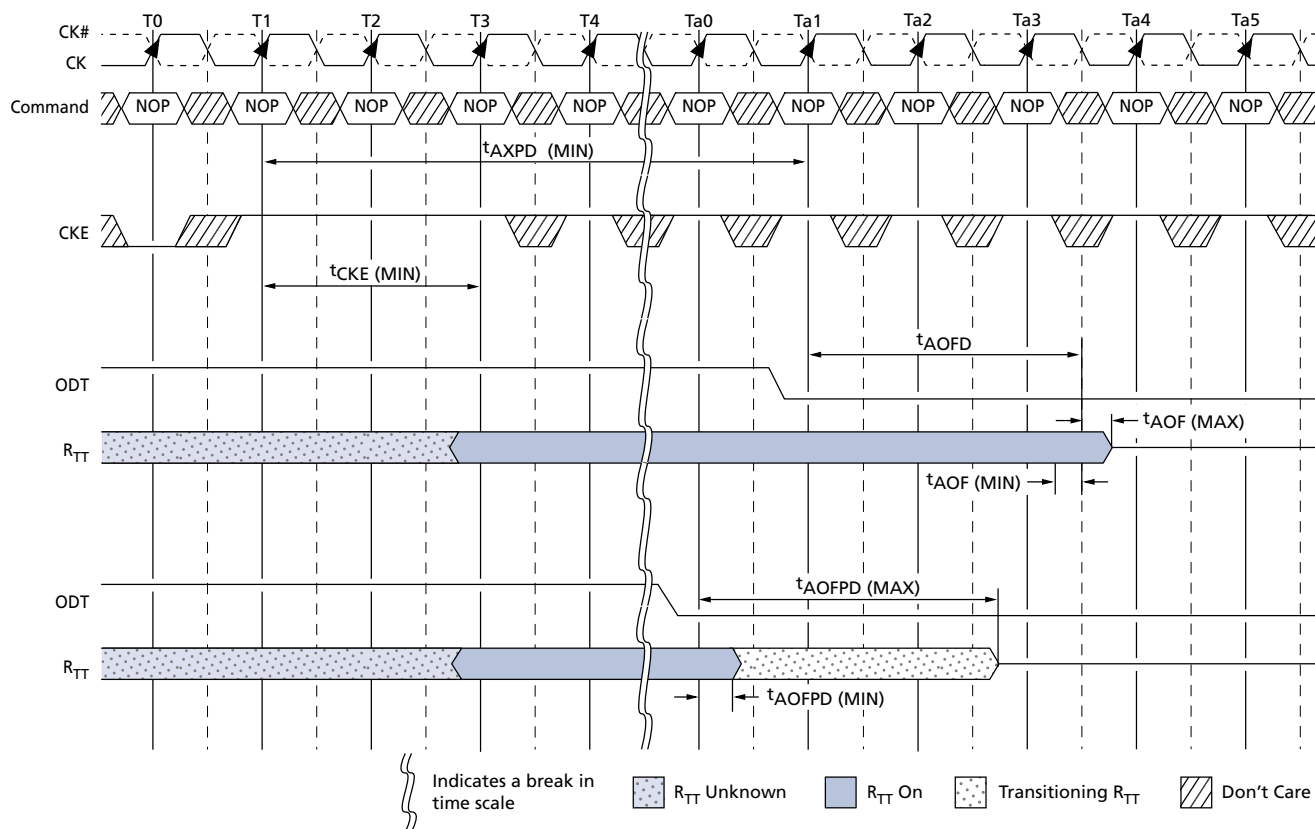 T0 T1 T2 T3 T4 Ta0 Ta1 Ta2 Ta3 Ta4 Ta5
CK#
CK
Command NOP NOP NOP NOP NOP NOP NOP NOP NOP NOP NOP
tAXPD (MIN)
CKE
tCKE (MIN)
tAOFD
ODT
tAOF (MAX)
RTT
tAOF (MIN)
tAOFPD (MAX)
ODT
RTT
tAOFPD (MIN)
Indicates a break in
time scale
RTT Unknown
RTT On
Transitioning RTT
Don't Care